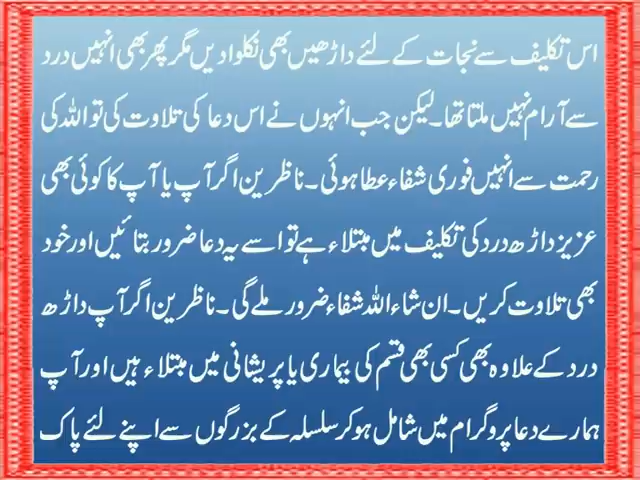 اس تکلیف سے نجات کے لئے داڑھیں بھی نکلوا دیں مگر پھر بھی انہیں درد
سے آرام نہیں ملتا تھا۔ لیکن جب انہوں نے اس دعا کی تلاوت کی تو اللہ کی
رحمت سے انہیں فوری شفاء عطا ہوئی۔ ناظرین اگر آپ یا آپ کا کوئی بھی
عزیز داڑھ درد کی تکلیف میں مبتلاء ہے تو اسے یہ دعا ضرور بتائیں اور خود
بھی تلاوت کریں۔ ان شاء اللہ شفاء ضرور ملے گی۔ ناظرین اگر آپ داڑھ
درد کے علاوہ بھی کسی بھی قسم کی بیماری یا پریشانی میں مبتلاء ہیں اور آپ
ہمارے دعا پروگرام میں شامل ہو کر سلسلہ کے بزرگوں سے اپنے لئے پاک